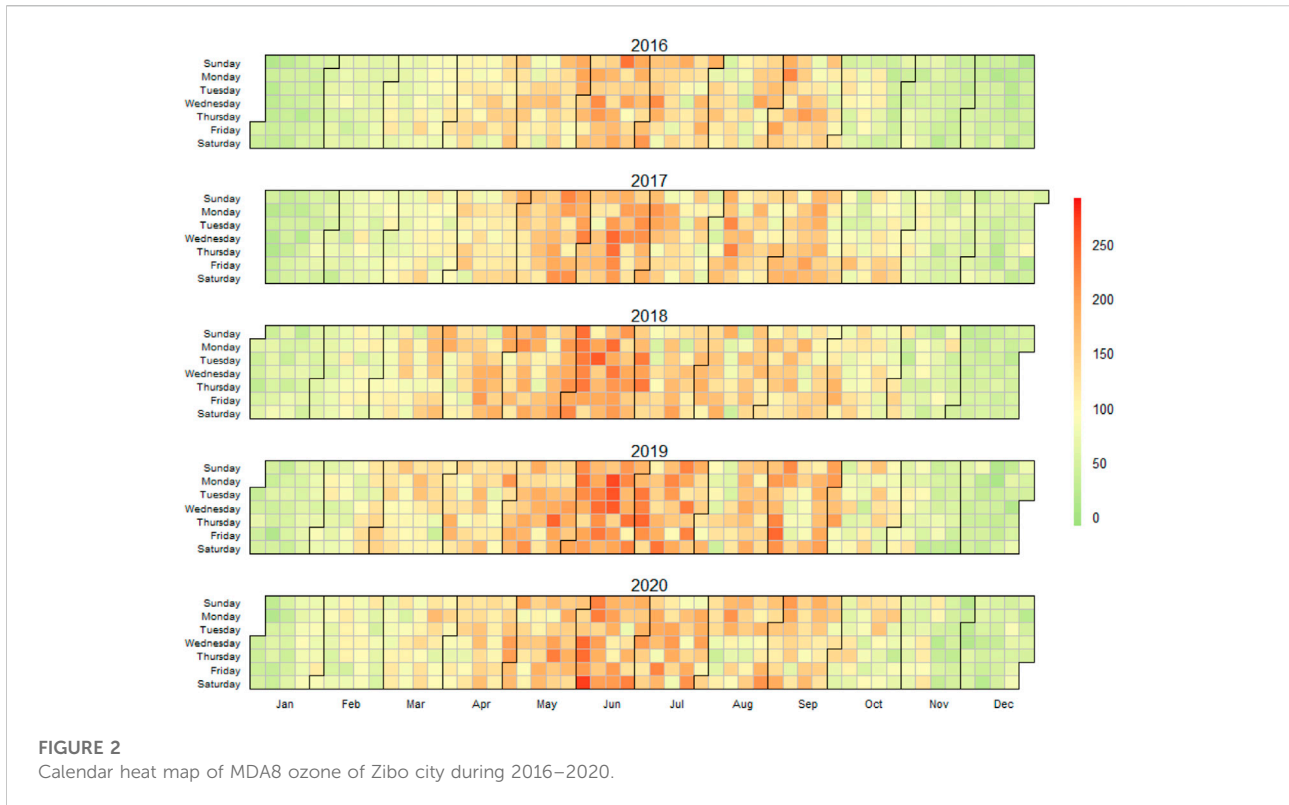 2016
Sunday
Monday
Tuesday
Wednesday
Thursday
Friday
Saturday
2017
Sunday
Monday
Tuesday
Wednesday
Thursday
Friday
Saturday
2018
Sunday
Monday
Tuesday
Wednesday
Thursday
Friday
Saturday
2019
Sunday
Monday
Tuesday
Wednesday
Thursday
Friday
Saturday
2020
Sunday
Monday
Tuesday
Wednesday
Thursday
Friday
Saturday
Jan Feb Mar Apr May Jun Jul Aug Sep Oct Nov Dec
250
200
150
100
50
0
FIGURE 2
Calendar heat map of MDA8 ozone of Zibo city during 2016–2020.